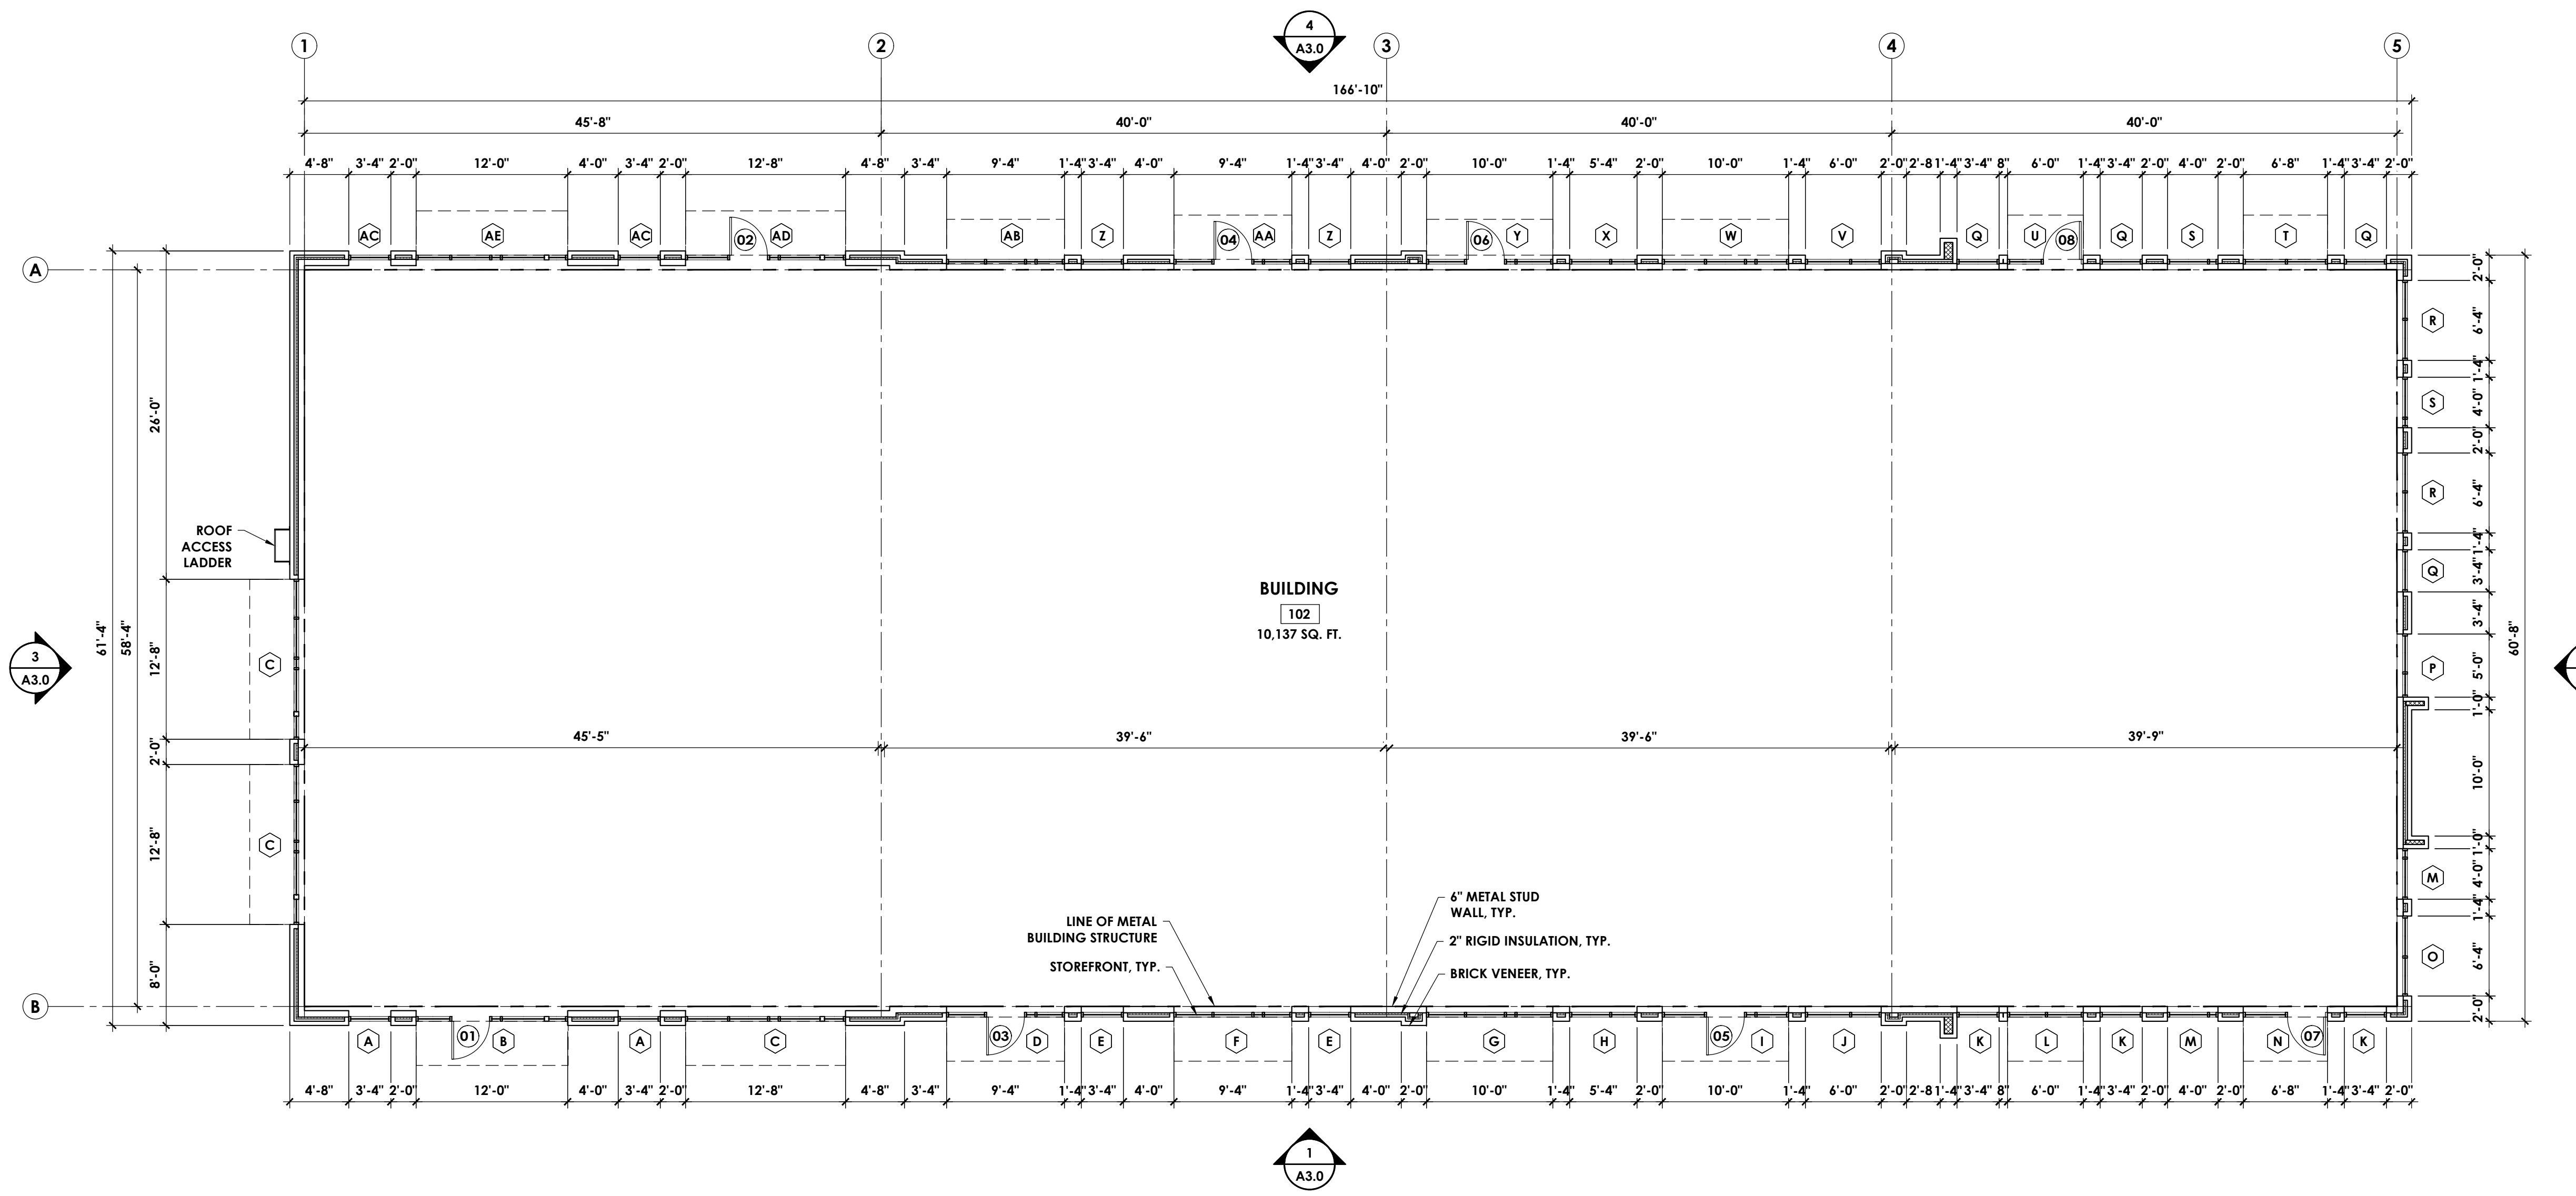 4
A3.0
1 2 3 4 5
166'-10"
45'-8" 40'-0" 40'-0" 40'-0"
4'-8" 3'-4" 2'-0" 12'-0" 4'-0" 3'-4" 2'-0" 12'-8" 4'-8" 3'-4" 9'-4" 1'-4" 3'-4" 4'-0" 9'-4" 1'-4" 3'-4" 4'-0" 2'-0" 10'-0" 1'-4" 5'-4" 2'-0" 10'-0" 1'-4" 6'-0" 2'-0" 2'-8 1'-4" 3'-4" 8" 6'-0" 1'-4" 3'-4" 2'-0" 4'-0" 2'-0" 6'-8" 1'-4" 3'-4" 2'-0"
AC AE AC 02 AD AB Z 04 AA Z 06 Y X W V Q U 08 Q S T Q
A
B
61'-4"
58'-4"
26'-0"
12'-8"
2'-0"
12'-8"
8'-0"
ROOF
ACCESS
LADDER
C
C
3
A3.0
BUILDING
102
10,137 SQ. FT.
45'-5" 39'-6" 39'-6" 39'-9"
LINE OF METAL
BUILDING STRUCTURE
STOREFRONT, TYP.
6" METAL STUD
WALL, TYP.
2" RIGID INSULATION, TYP.
BRICK VENEER, TYP.
R
S
R
Q
P
M
O
2'-0"
6'-4"
1'-4"
4'-0"
2'-0"
6'-4"
1'-4"
3'-4"
3'-4"
5'-0"
1'-0"
10'-0"
1'-0"
4'-0"
1'-4"
6'-4"
2'-0"
60'-8"
A 01 B A C 03 D E F E G H 05 I J K L K M N 07 K
4'-8" 3'-4" 2'-0" 12'-0" 4'-0" 3'-4" 2'-0" 12'-8" 4'-8" 3'-4" 9'-4" 1'-4" 3'-4" 4'-0" 9'-4" 1'-4" 3'-4" 4'-0" 2'-0" 10'-0" 1'-4" 5'-4" 2'-0" 10'-0" 1'-4" 6'-0" 2'-0" 2'-8 1'-4" 3'-4" 8" 6'-0" 1'-4" 3'-4" 2'-0" 4'-0" 2'-0" 6'-8" 1'-4" 3'-4" 2'-0"
1
A3.0